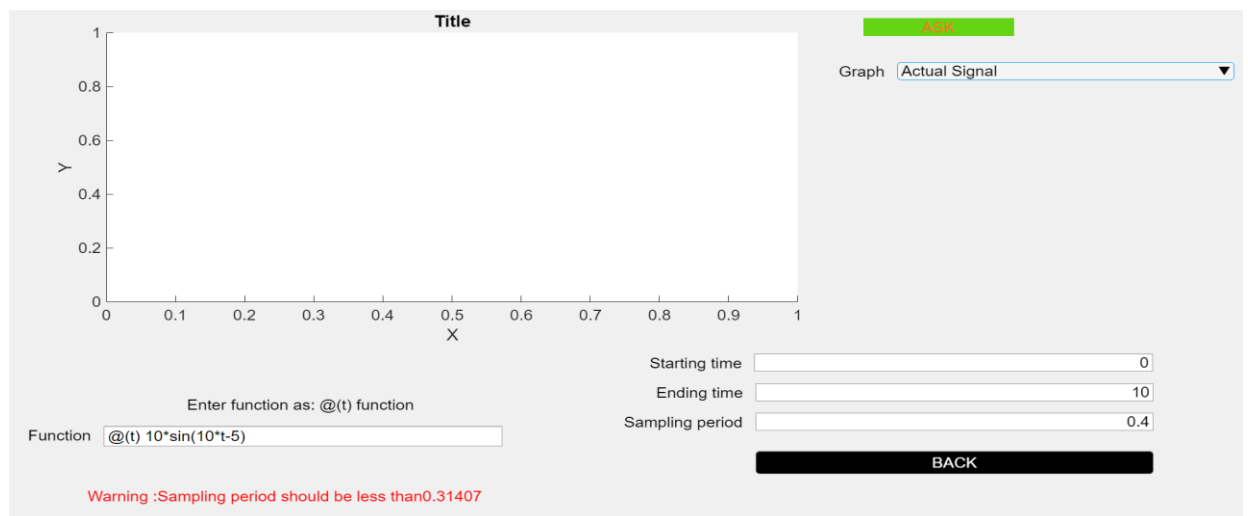 Title
ASK
Graph Actual Signal
1
0.8
0.6
0.4
0.2
0
Y
0 0.1 0.2 0.3 0.4 0.5 0.6 0.7 0.8 0.9 1
X
Starting time 0
Ending time 10
Sampling period 0.4
Enter function as: @(t) function
Function @(t) 10*sin(10*t-5)
BACK
Warning :Sampling period should be less than0.31407